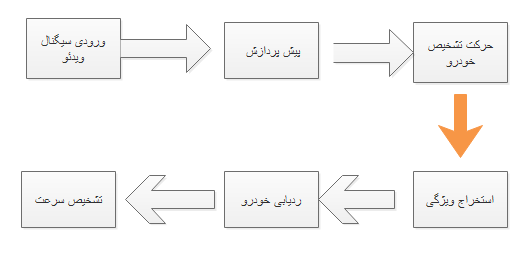 ورودی سیگنال
ویدئو
پیش پردازش
حرکت تشخیص
خودرو
استخراج ویژگی
ردیابی خودرو
تشخیص سرعت